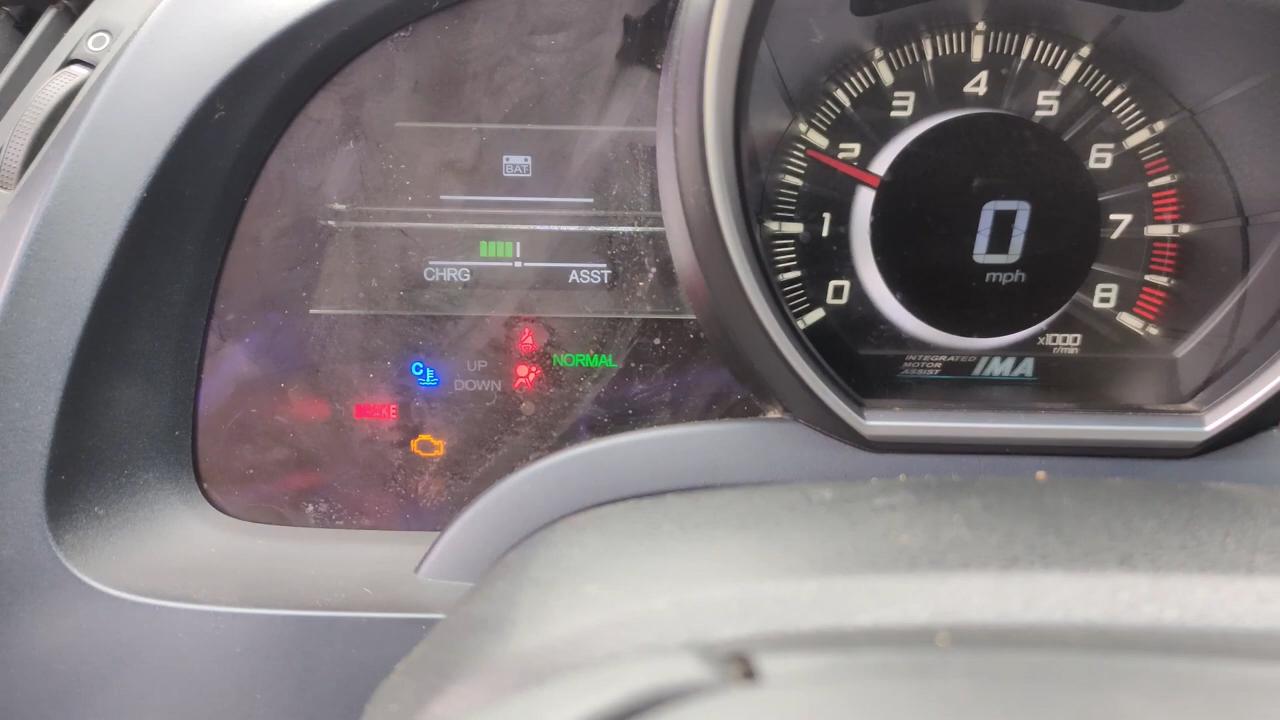 BAT
CHRG
ASST
UP
DOWN
NORMAL
BRAKE
C
0
1
2
3
4
5
6
7
8
0
mph
x1000
r/min
INTEGRATED
MOTOR
ASSIST
IMA